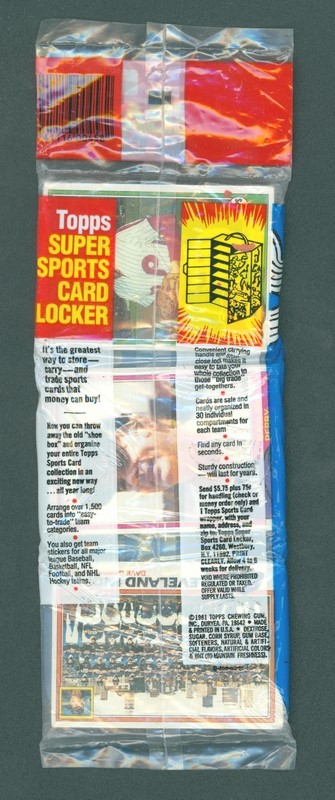 Topps
SUPER
SPORTS
CARD
LOCKER
It's the greatest
way to store—
carry—and
trade sports
cards that
money can buy!
Now you can throw
away the old "shoe
box" and organize
your entire Topps
Sports Card
collection in an
exciting new way
...all year long!
Arrange over 1,500
cards into "easy-
to-trade" team
categories.
You also get team
stickers for all major
league Baseball,
Basketball, NFL
Football, and NHL
Hockey teams.
Convenient carrying
handle and
close lid makes it
easy to take your
whole collection to
those "big trade"
get-togethers.
Cards are safe and
neatly organized in
30 individual
compartments for
each team
Find any card in
seconds.
Sturdy construction
— will last for years.
Send $5.75 plus 75¢
for handling (check or
money order only) and
1 Topps Sports Card
wrapper, with your
name, address, and
zip to: Topps Super
Sports Card Locker,
Box 4260, Westbury,
N.Y. 11592. PRINT
CLEARLY. Allow 4 to 6
weeks for delivery.
VOID WHERE PROHIBITED
REGULATED OR TAXED.
OFFER VALID WHILE
SUPPLY LASTS.
©1981 TOPPS CHEWING GUM,
INC., DURYEA, PA. 18642 • MADE
& PRINTED IN U.S.A. • DEXTROSE,
SUGAR, CORN SYRUP, GUM BASE,
SOFTENERS, NATURAL & ARTIFI-
CIAL FLAVORS, ARTIFICIAL COLORS
& BHT (TO MAINTAIN FRESHNESS).
PERRY